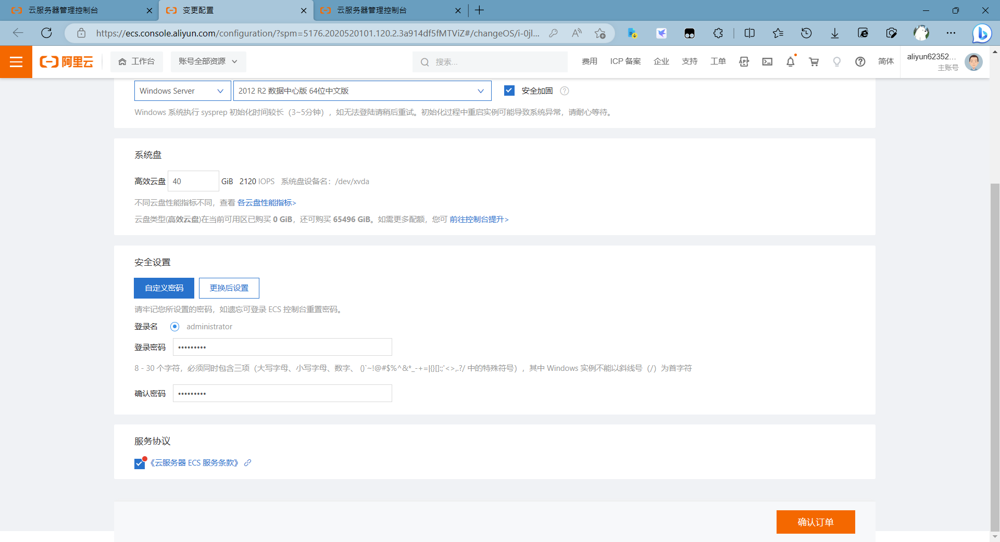 云服务器管理控制台
变更配置
云服务器管理控制台
https://ecs.console.aliyun.com/configuration/?spm=5176.2020520101.120.2.3a914df5fMTViZ#/changeOS/i-0jl...
阿里云
工作台
账号全部资源
搜索...
费用
ICP 备案
企业
支持
工单
简体
aliyun62352...
主账号
Windows Server
2012 R2 数据中心版 64位中文版
安全加固
Windows 系统执行 sysprep 初始化时间较长（3~5分钟），如无法登陆请稍后重试。初始化过程中重启实例可能导致系统异常，请耐心等待。
系统盘
高效云盘 40 GiB 2120 IOPS 系统盘设备名：/dev/xvda
不同云盘性能指标不同，查看 各云盘性能指标>
云盘类型(高效云盘)在当前可用区已购买 0 GiB，还可购买 65496 GiB。如需更多配额，您可 前往控制台提升>
安全设置
自定义密码
更换后设置
请牢记您所设置的密码，如遗忘可登录 ECS 控制台重置密码。
登录名 administrator
登录密码 •••••••••
8 - 30 个字符，必须同时包含三项（大写字母、小写字母、数字、 ()`~!@#$%^&*_-+=|{}[]:;'<>,.?/ 中的特殊符号），其中 Windows 实例不能以斜线号（/）为首字符
确认密码 •••••••••
服务协议
《云服务器 ECS 服务条款》
确认订单